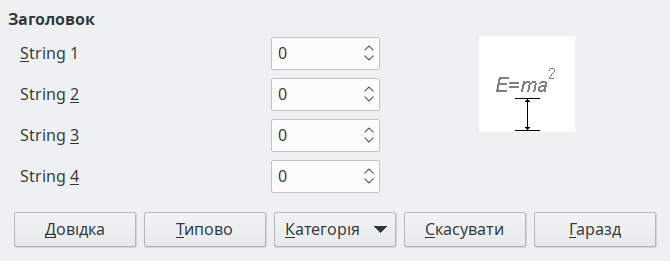 Заголовок
String 1 0
String 2 0
String 3 0
String 4 0
E=ma²
Довідка Типово Категорія Скасувати Гаразд